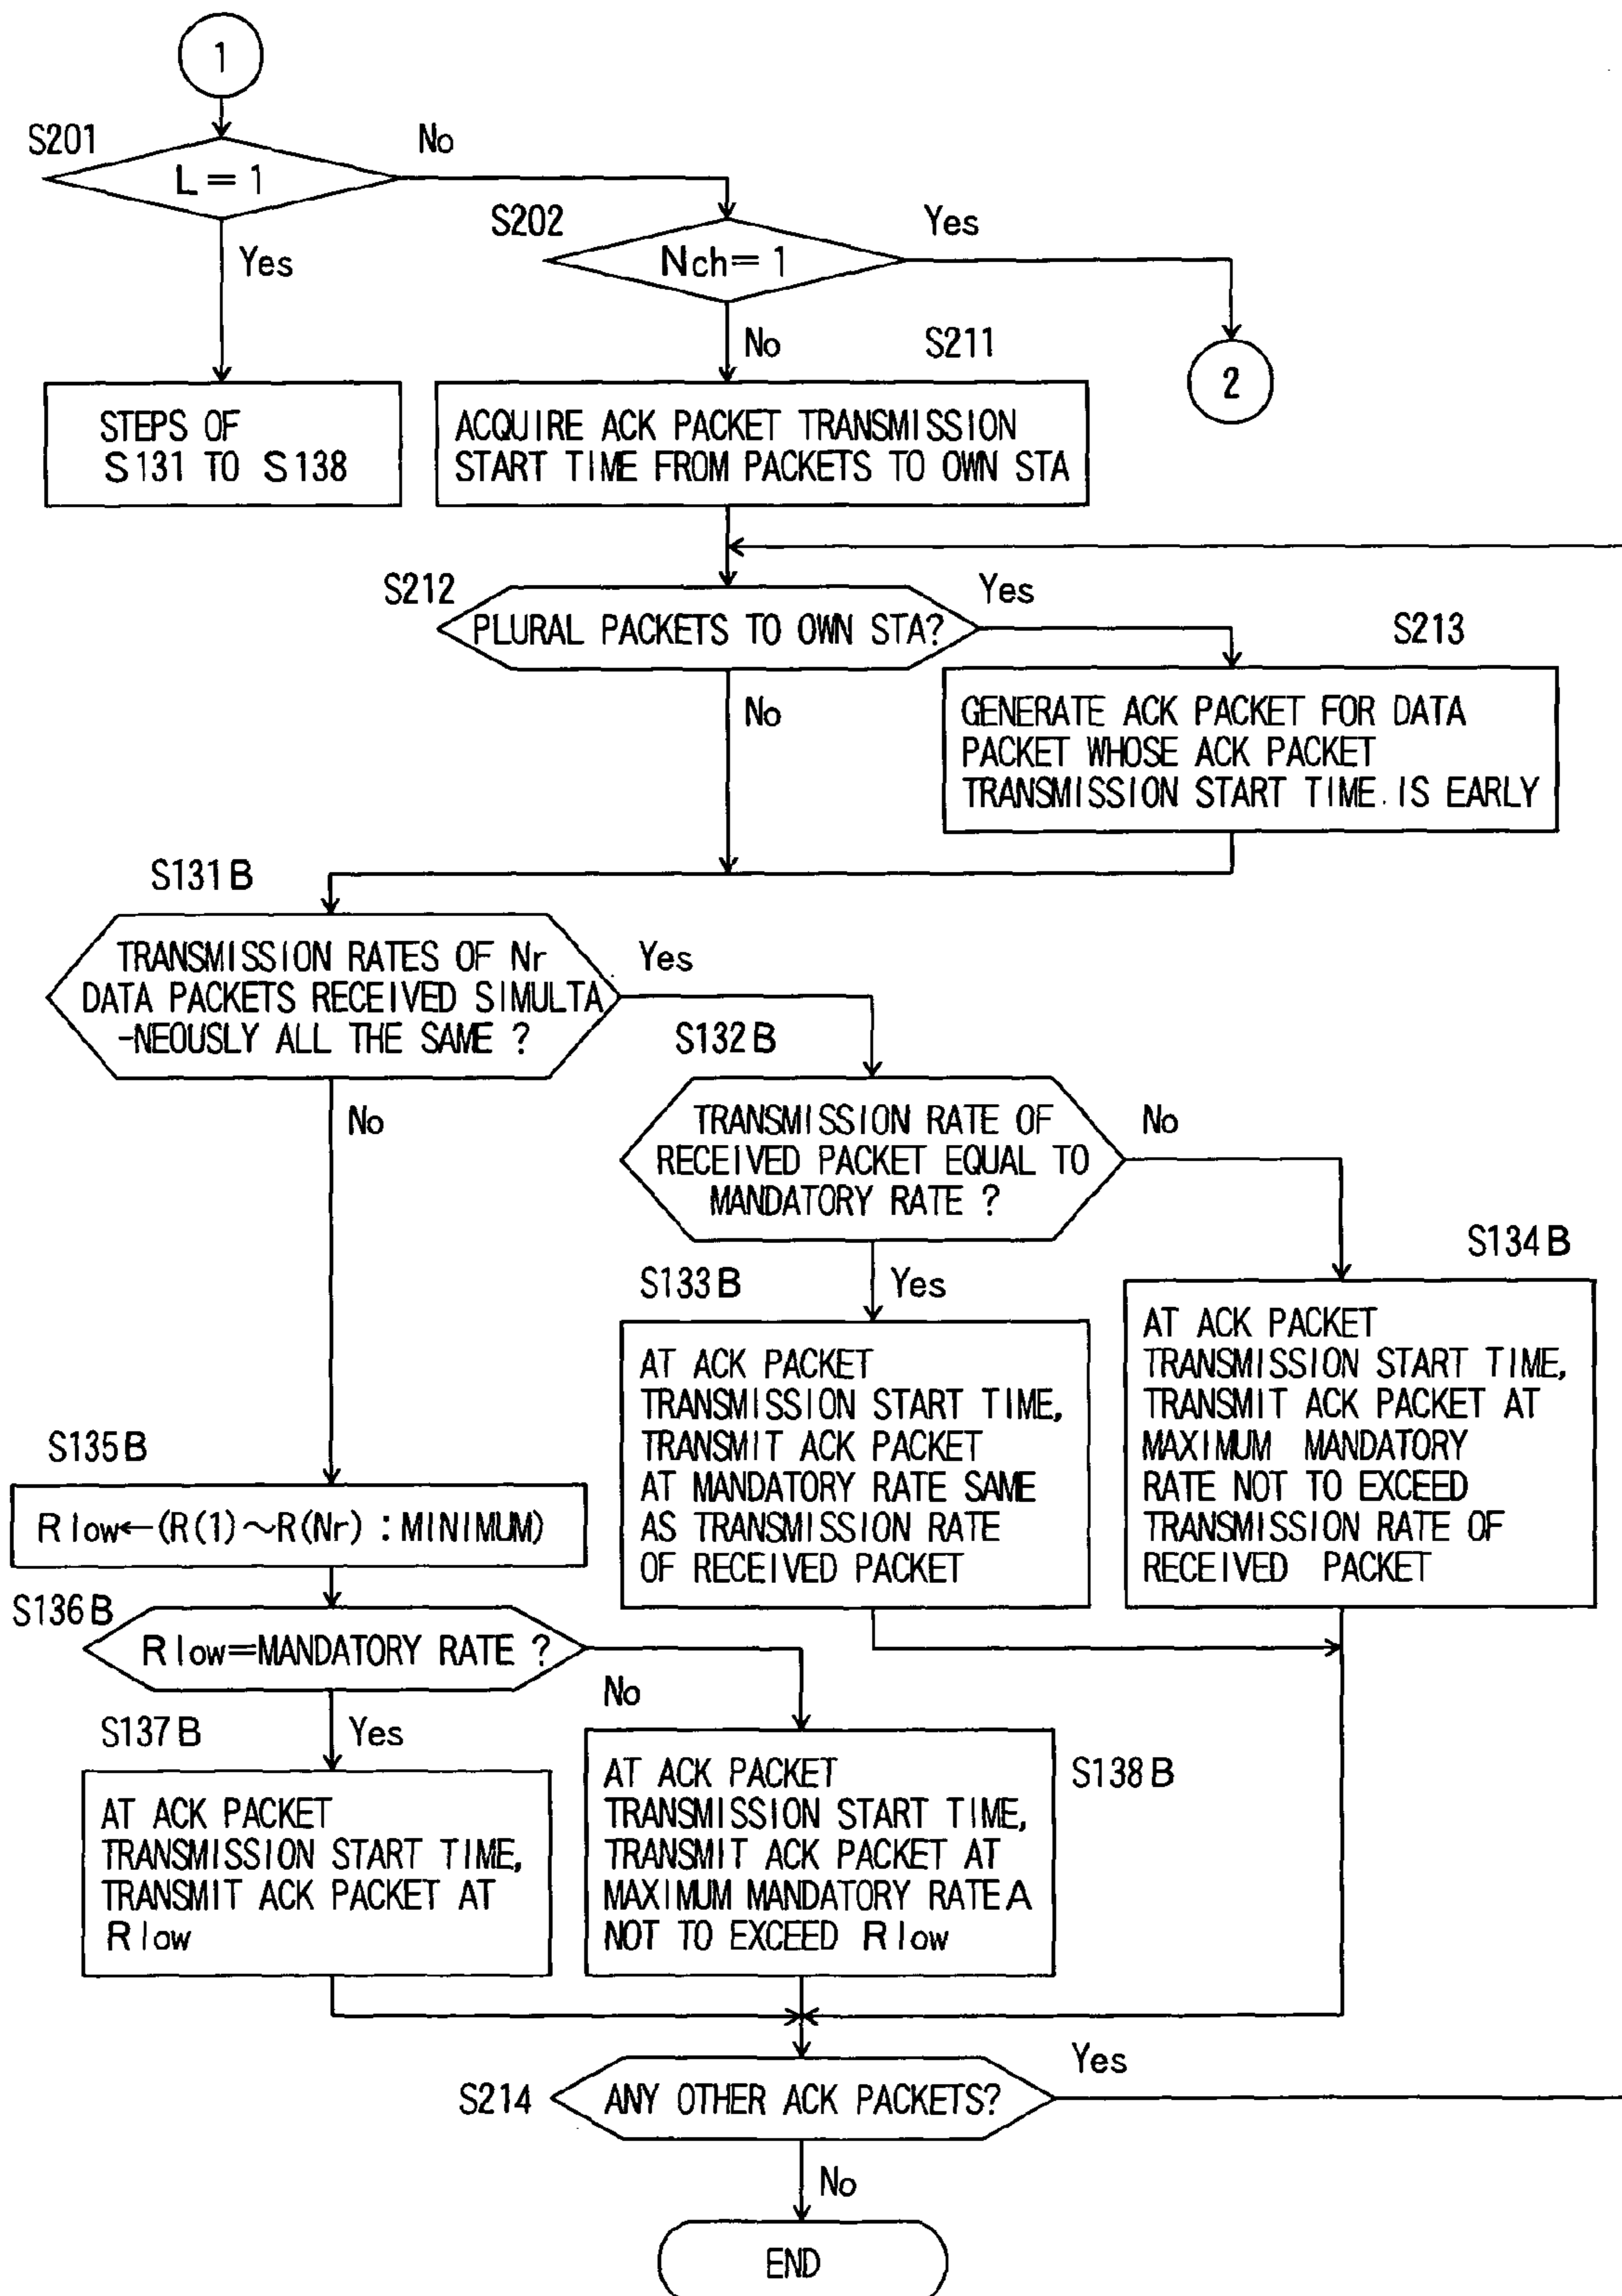 1
S201
L = 1
No
Yes
S202
Nch= 1
Yes
No
2
STEPS OF
S131 TO S138
S211
ACQUIRE ACK PACKET TRANSMISSION
START TIME FROM PACKETS TO OWN STA
S212
PLURAL PACKETS TO OWN STA?
Yes
No
S213
GENERATE ACK PACKET FOR DATA
PACKET WHOSE ACK PACKET
TRANSMISSION START TIME. IS EARLY
S131B
TRANSMISSION RATES OF Nr
DATA PACKETS RECEIVED SIMULTA
-NEOUSLY ALL THE SAME ?
Yes
No
S132B
TRANSMISSION RATE OF
RECEIVED PACKET EQUAL TO
MANDATORY RATE ?
No
Yes
S133B
AT ACK PACKET
TRANSMISSION START TIME,
TRANSMIT ACK PACKET
AT MANDATORY RATE SAME
AS TRANSMISSION RATE
OF RECEIVED PACKET
S134B
AT ACK PACKET
TRANSMISSION START TIME,
TRANSMIT ACK PACKET AT
MAXIMUM MANDATORY
RATE NOT TO EXCEED
TRANSMISSION RATE OF
RECEIVED PACKET
S135B
Rlow←(R(1)~R(Nr) : MINIMUM)
S136B
Rlow=MANDATORY RATE ?
No
Yes
S137B
AT ACK PACKET
TRANSMISSION START TIME,
TRANSMIT ACK PACKET AT
Rlow
S138B
AT ACK PACKET
TRANSMISSION START TIME,
TRANSMIT ACK PACKET AT
MAXIMUM MANDATORY RATE A
NOT TO EXCEED Rlow
S214
ANY OTHER ACK PACKETS?
Yes
No
END